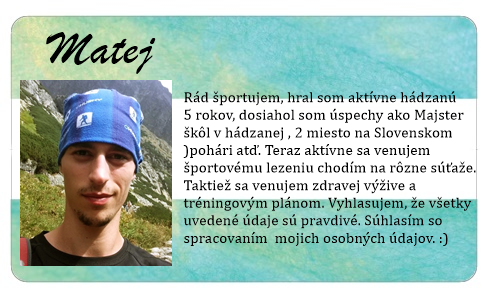 Matej
Rád športujem, hral som aktívne hádzanú
5 rokov, dosiahol som úspechy ako Majster
škôl v hádzanej , 2 miesto na Slovenskom
)pohári atď. Teraz aktívne sa venujem
športovému lezeniu chodím na rôzne súťaže.
Taktiež sa venujem zdravej výžive a
tréningovým plánom. Vyhlasujem, že všetky
uvedené údaje sú pravdivé. Súhlasím so
spracovaním  mojich osobných údajov. :)